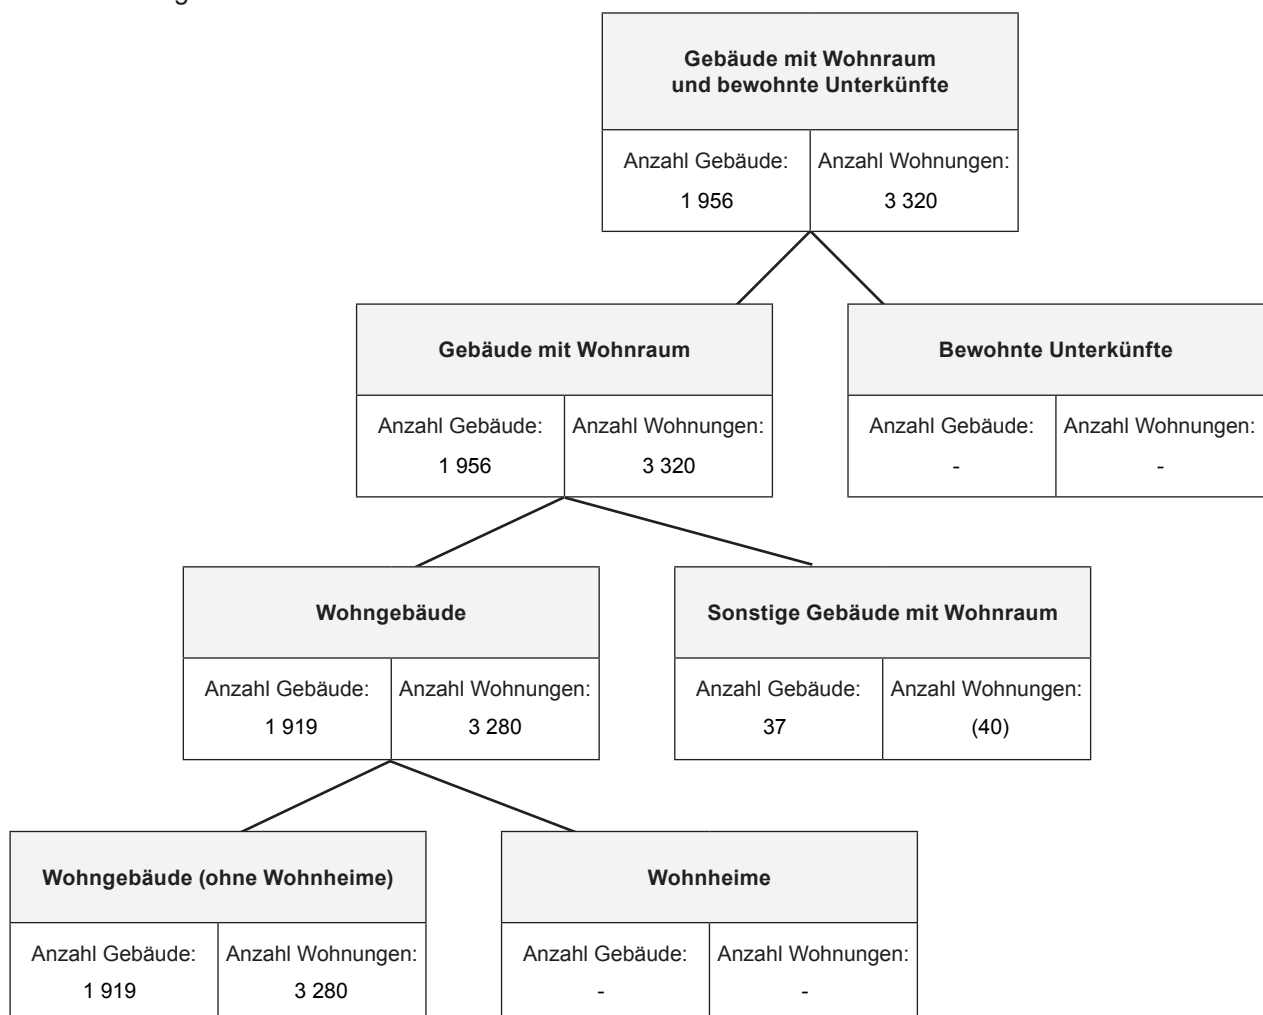 Gebäude mit Wohnraum
und bewohnte Unterkünfte
Anzahl Gebäude: Anzahl Wohnungen:
1 956 3 320
Gebäude mit Wohnraum Bewohnte Unterkünfte
Anzahl Gebäude: Anzahl Wohnungen: Anzahl Gebäude: Anzahl Wohnungen:
1 956 3 320 - -
Wohngebäude Sonstige Gebäude mit Wohnraum
Anzahl Gebäude: Anzahl Wohnungen: Anzahl Gebäude: Anzahl Wohnungen:
1 919 3 280 37 (40)
Wohngebäude (ohne Wohnheime) Wohnheime
Anzahl Gebäude: Anzahl Wohnungen: Anzahl Gebäude: Anzahl Wohnungen:
1 919 3 280 - -